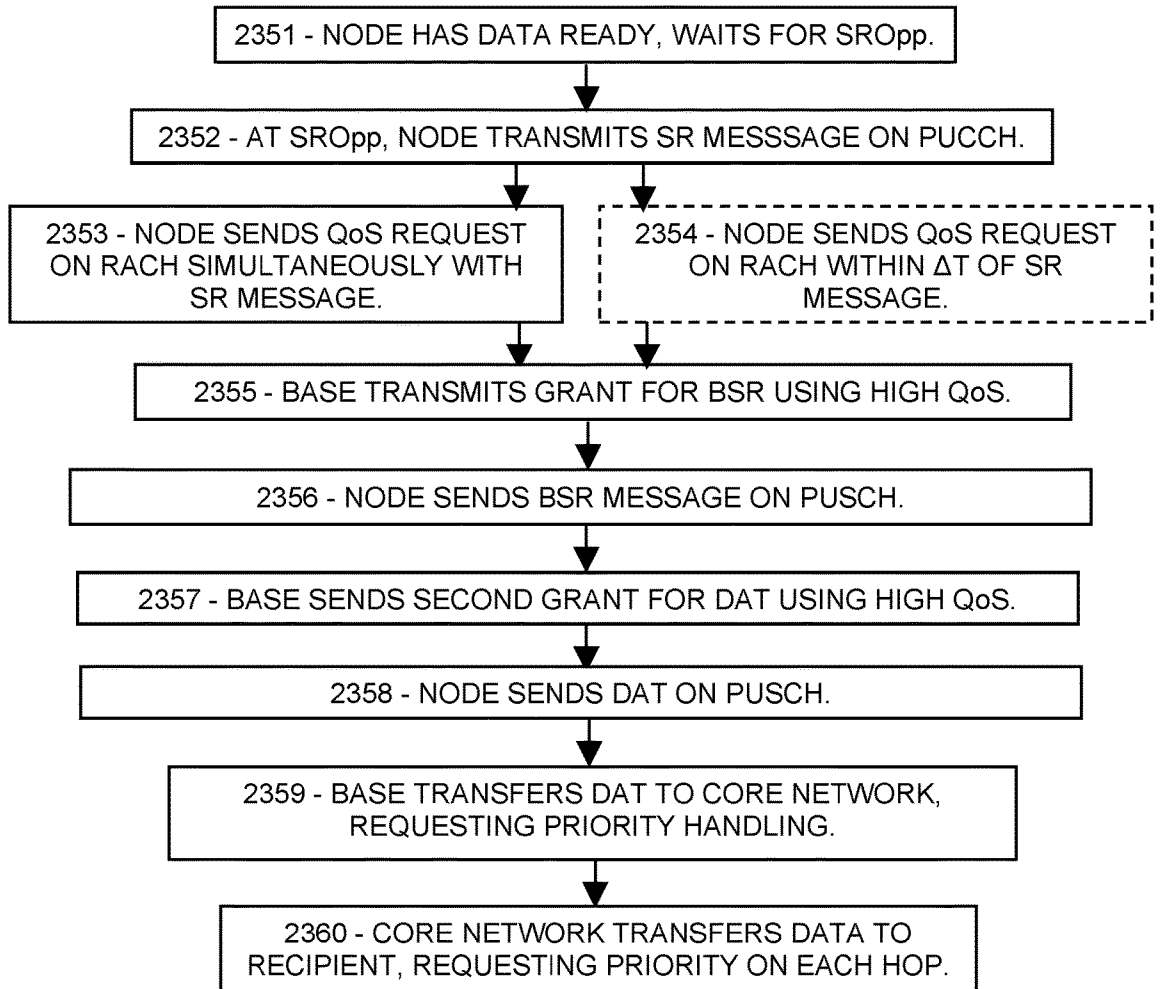 2351 - NODE HAS DATA READY, WAITS FOR SROpp.
2352 - AT SROpp, NODE TRANSMITS SR MESSSAGE ON PUCCH.
2353 - NODE SENDS QoS REQUEST
ON RACH SIMULTANEOUSLY WITH
SR MESSAGE.
2354 - NODE SENDS QoS REQUEST
ON RACH WITHIN ΔT OF SR
MESSAGE.
2355 - BASE TRANSMITS GRANT FOR BSR USING HIGH QoS.
2356 - NODE SENDS BSR MESSAGE ON PUSCH.
2357 - BASE SENDS SECOND GRANT FOR DAT USING HIGH QoS.
2358 - NODE SENDS DAT ON PUSCH.
2359 - BASE TRANSFERS DAT TO CORE NETWORK,
REQUESTING PRIORITY HANDLING.
2360 - CORE NETWORK TRANSFERS DATA TO
RECIPIENT, REQUESTING PRIORITY ON EACH HOP.